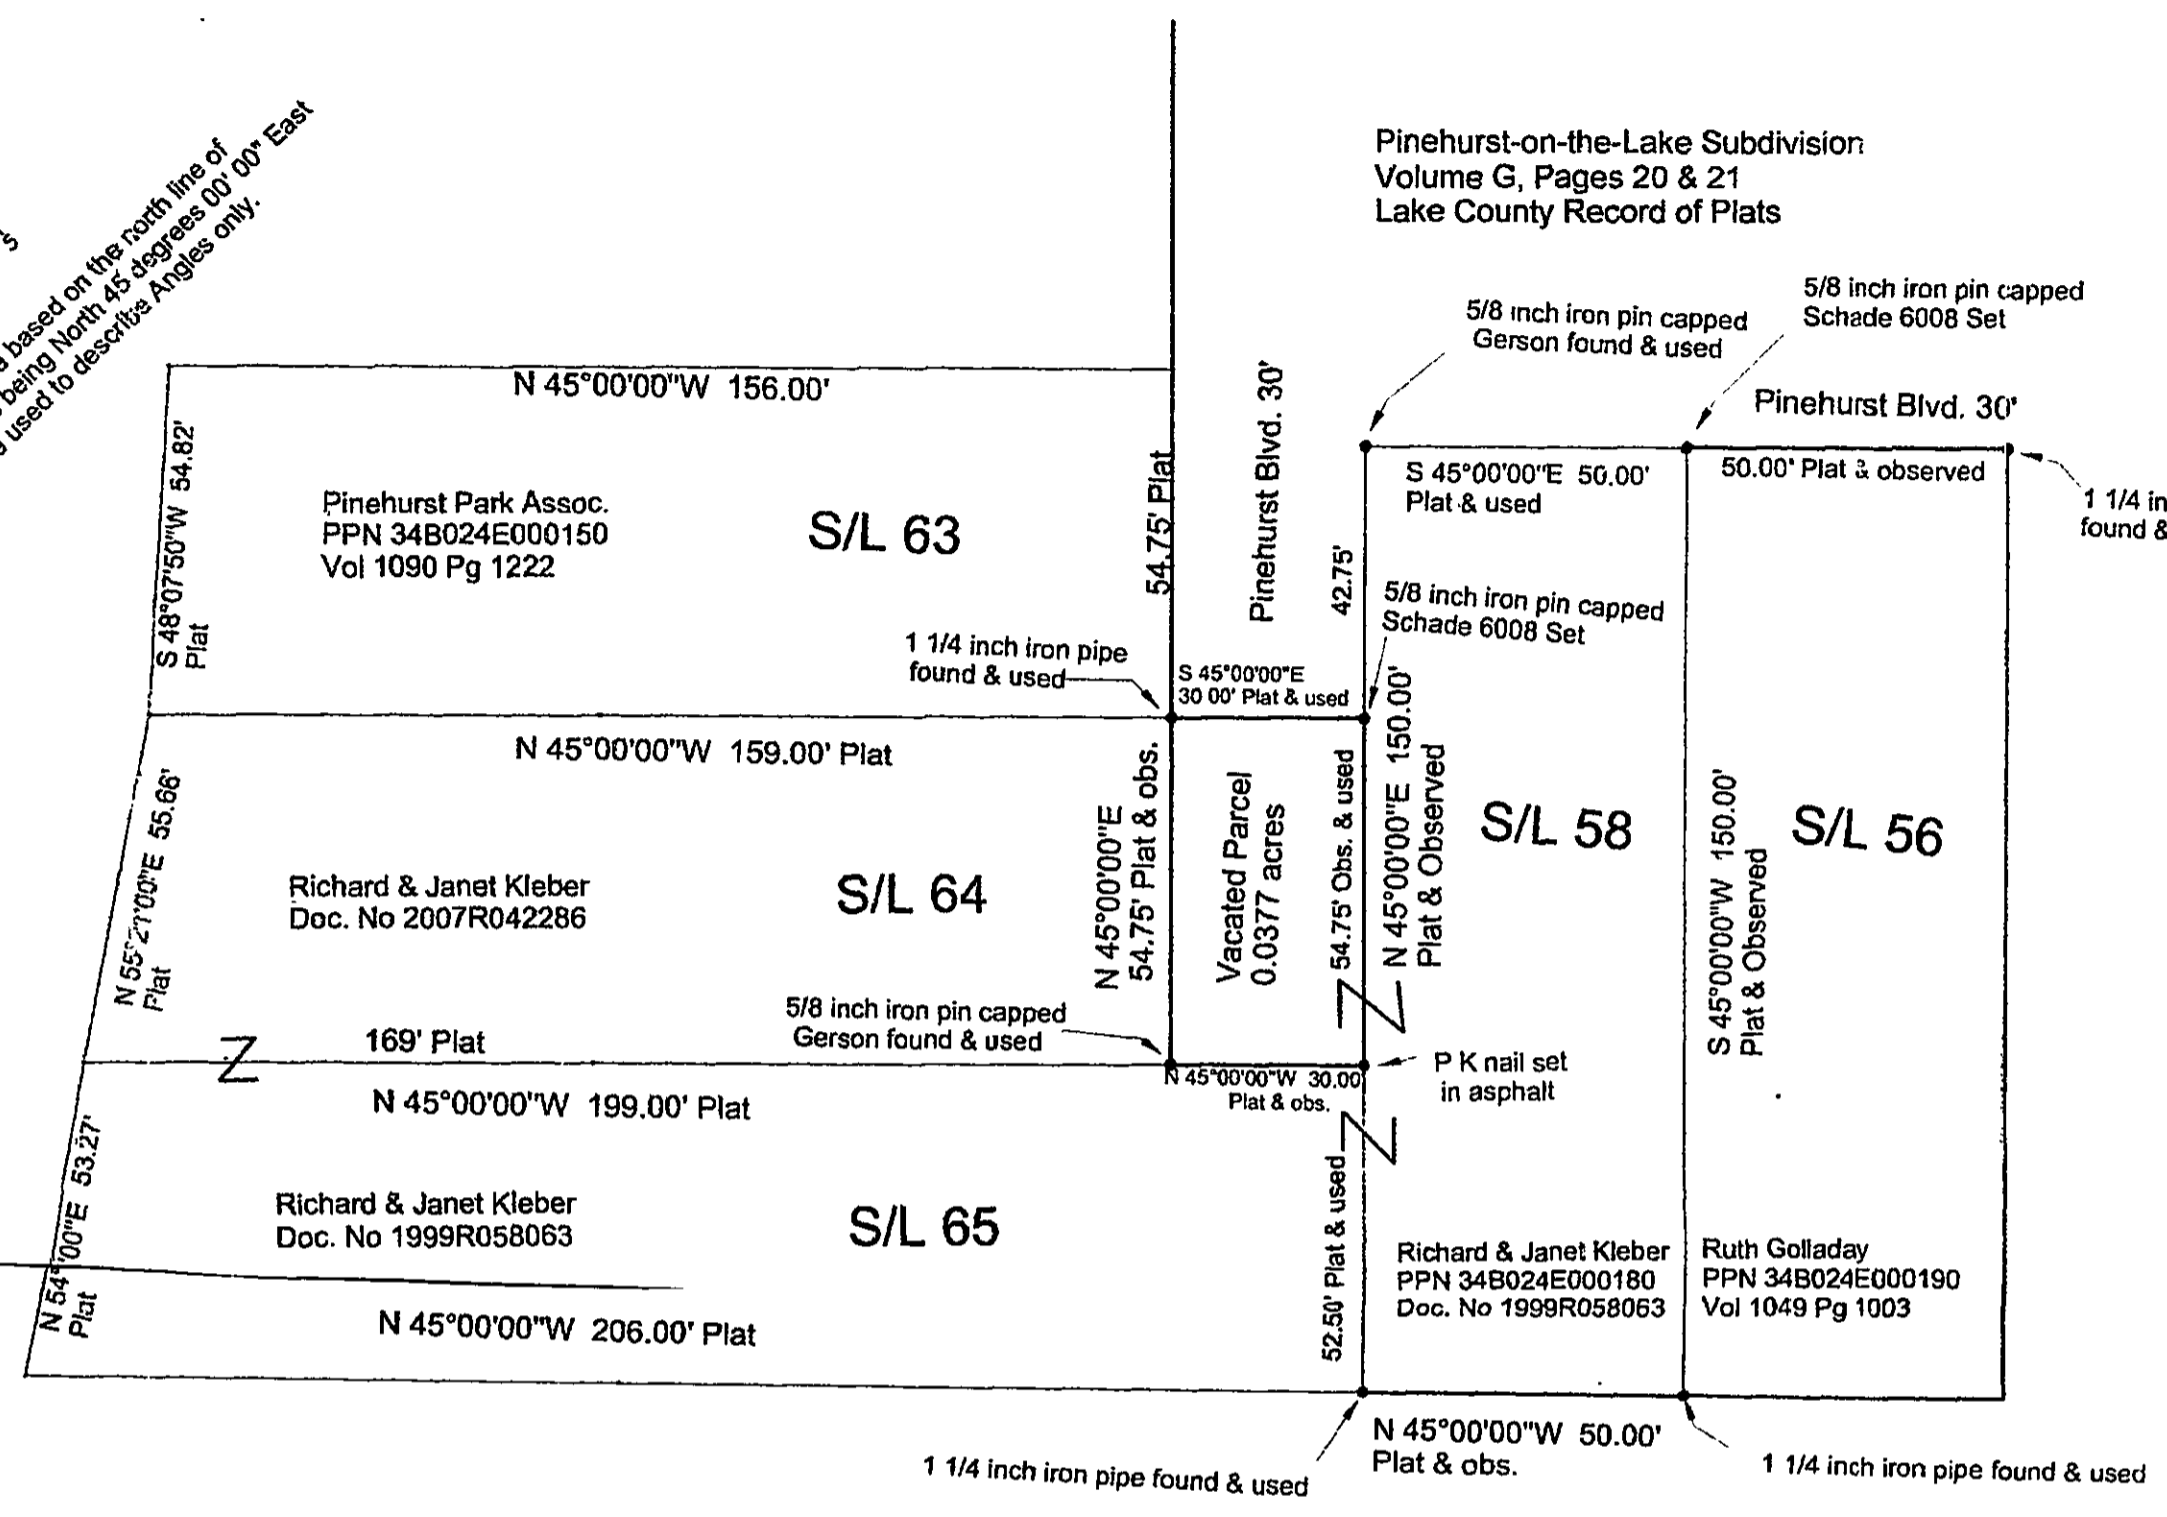 5
based on the north line of
being North 45 degrees 00' 00" East
used to describe Angles only.
Pinehurst-on-the-Lake Subdivision
Volume G, Pages 20 & 21
Lake County Record of Plats
5/8 inch iron pin capped
Schade 6008 Set
5/8 inch iron pin capped
Gerson found & used
Pinehurst Blvd. 30'
N 45°00'00"W 156.00'
S 45°00'00"E 50.00'
Plat & used
50.00' Plat & observed
1 1/4 in
found &
S 48°07'50"W 54.82'
Plat
Pinehurst Park Assoc.
PPN 34B024E000150
Vol 1090 Pg 1222
S/L 63
54.75' Plat
Pinehurst Blvd. 30'
42.75'
5/8 inch iron pin capped
Schade 6008 Set
1 1/4 inch iron pipe
found & used
S 45°00'00"E
30 00' Plat & used
N 45°00'00"W 159.00' Plat
N 55°21'00"E 55.66'
Plat
Richard & Janet Kleber
Doc. No 2007R042286
S/L 64
N 45°00'00"E
54.75' Plat & obs.
Vacated Parcel
0.0377 acres
54.75' Obs. & used
N 45°00'00"E 150.00'
Plat & Observed
S/L 58
S 45°00'00"W 150.00'
Plat & Observed
S/L 56
5/8 inch iron pin capped
Gerson found & used
169' Plat
N 45°00'00"W 30.00
Plat & obs.
P K nail set
in asphalt
N 45°00'00"W 199.00' Plat
N 54° '00"E 53.27'
Plat
Richard & Janet Kleber
Doc. No 1999R058063
S/L 65
52.50' Plat & used
Richard & Janet Kleber
PPN 34B024E000180
Doc. No 1999R058063
Ruth Golladay
PPN 34B024E000190
Vol 1049 Pg 1003
N 45°00'00"W 206.00' Plat
N 45°00'00"W 50.00'
Plat & obs.
1 1/4 inch iron pipe found & used
1 1/4 inch iron pipe found & used